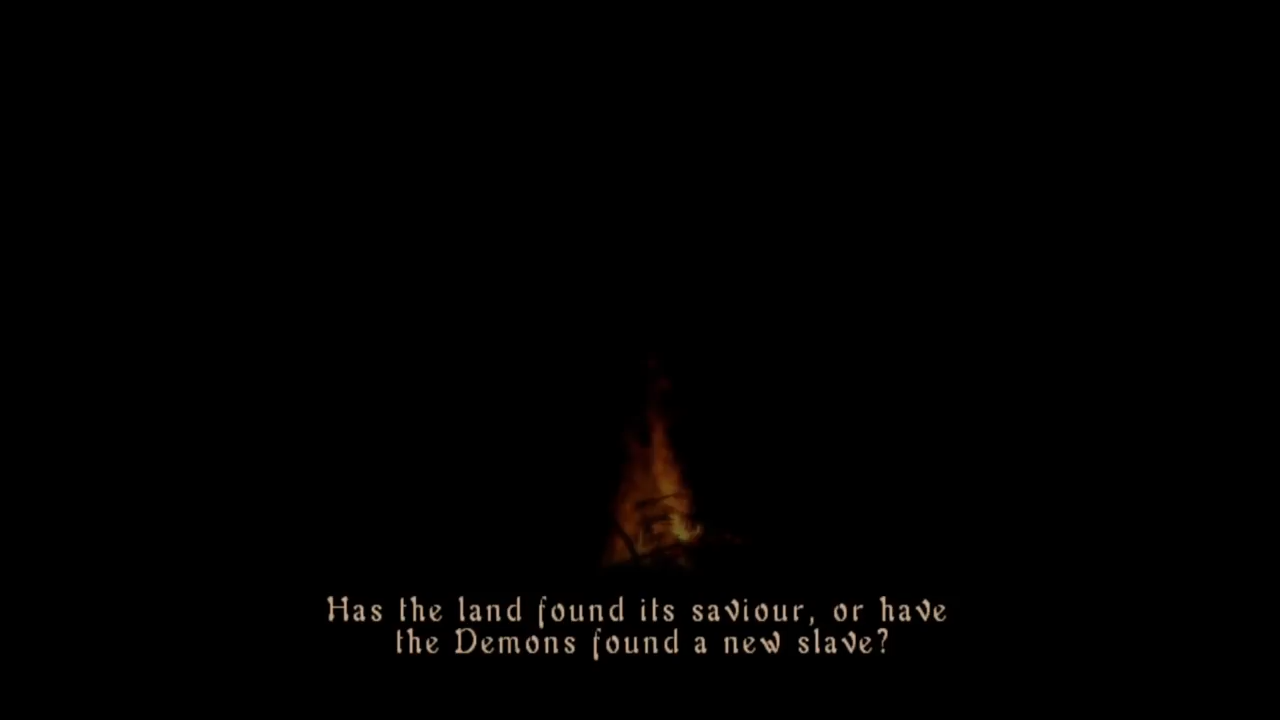 Has the land found its saviour, or have
the Demons found a new slave?